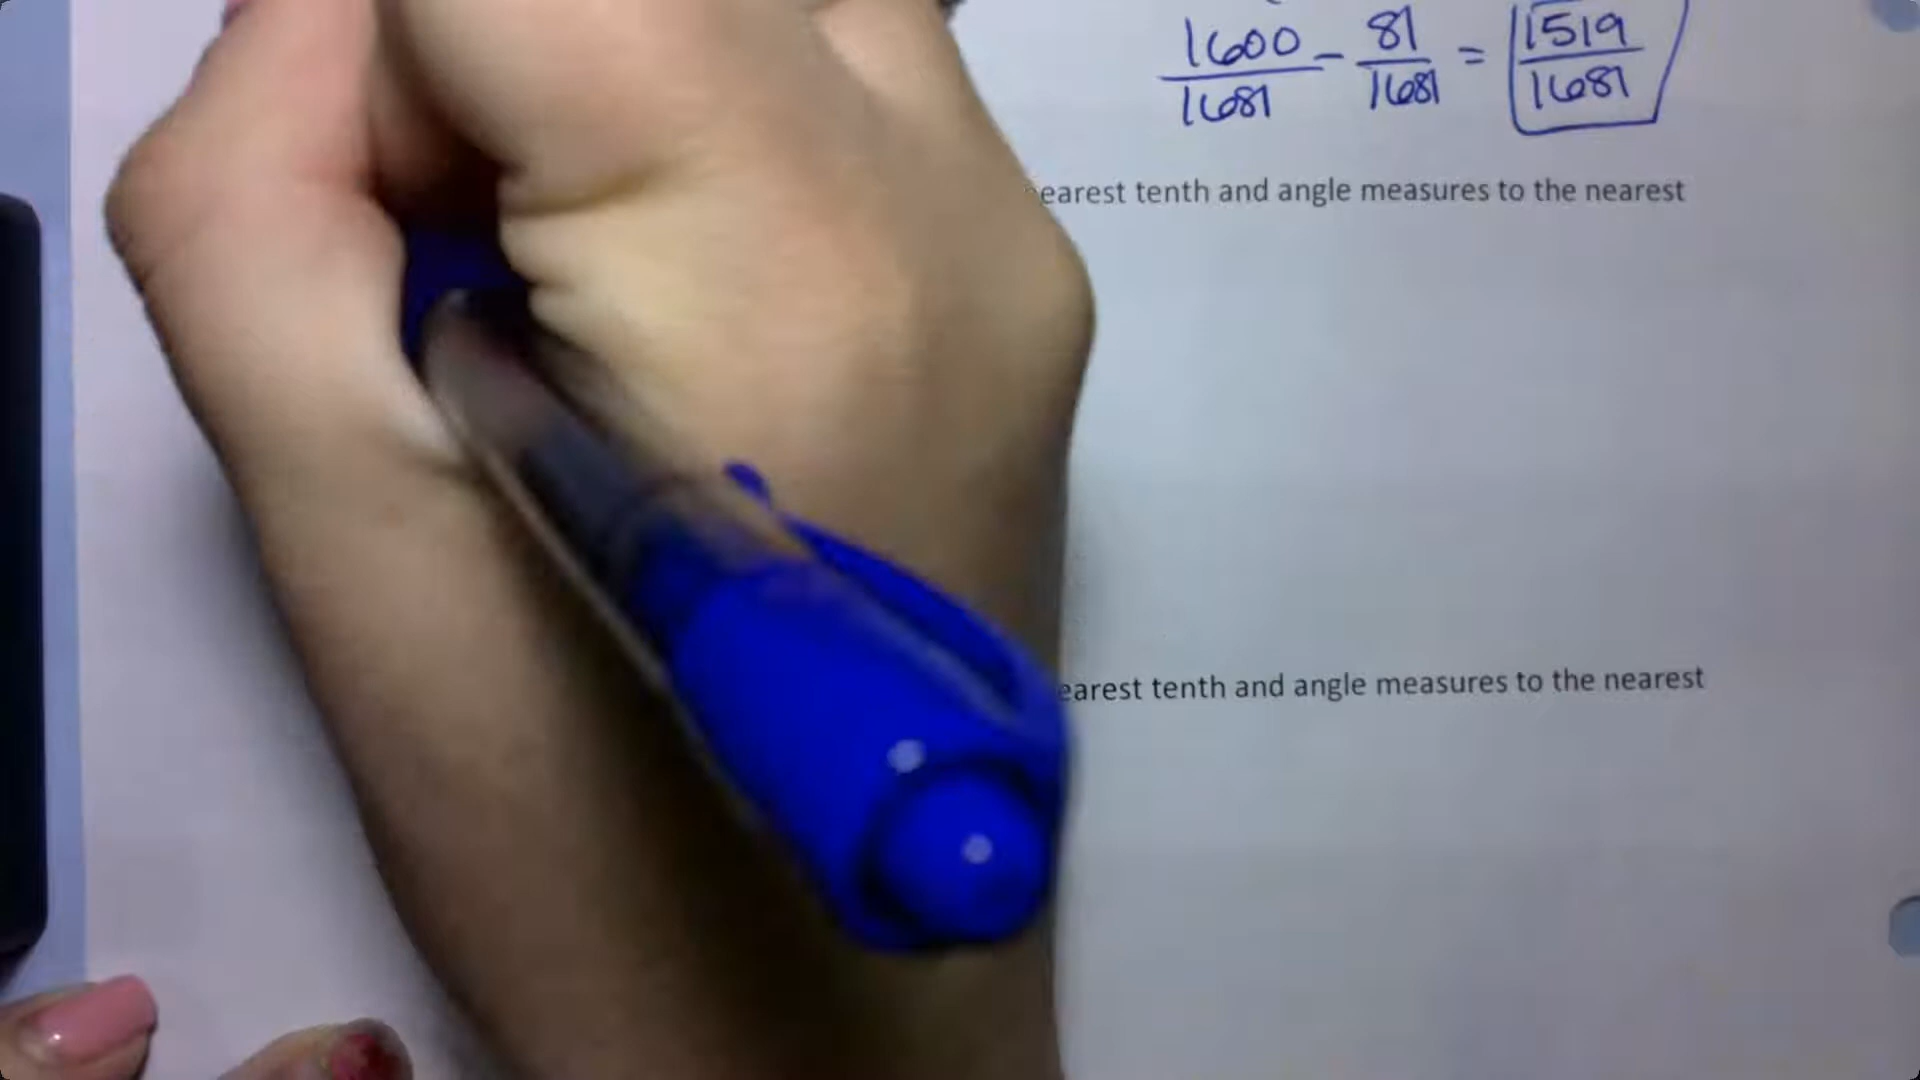 1600/1681 - 81/1681 = 1519/1681
earest tenth and angle measures to the nearest
earest tenth and angle measures to the nearest